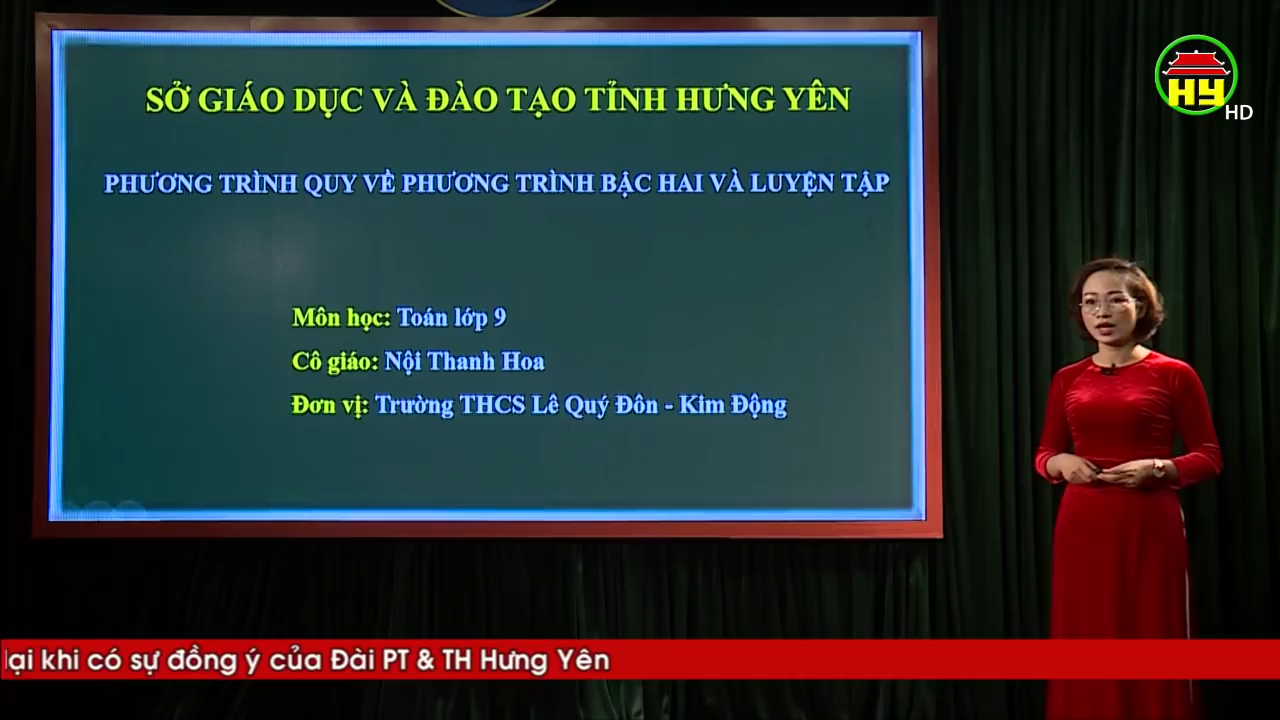 SỞ GIÁO DỤC VÀ ĐÀO TẠO TỈNH HƯNG YÊN
PHƯƠNG TRÌNH QUY VỀ PHƯƠNG TRÌNH BẬC HAI VÀ LUYỆN TẬP
Môn học: Toán lớp 9
Cô giáo: Nội Thanh Hoa
Đơn vị: Trường THCS Lê Quý Đôn - Kim Động
HY
HD
lại khi có sự đồng ý của Đài PT & TH Hưng Yên